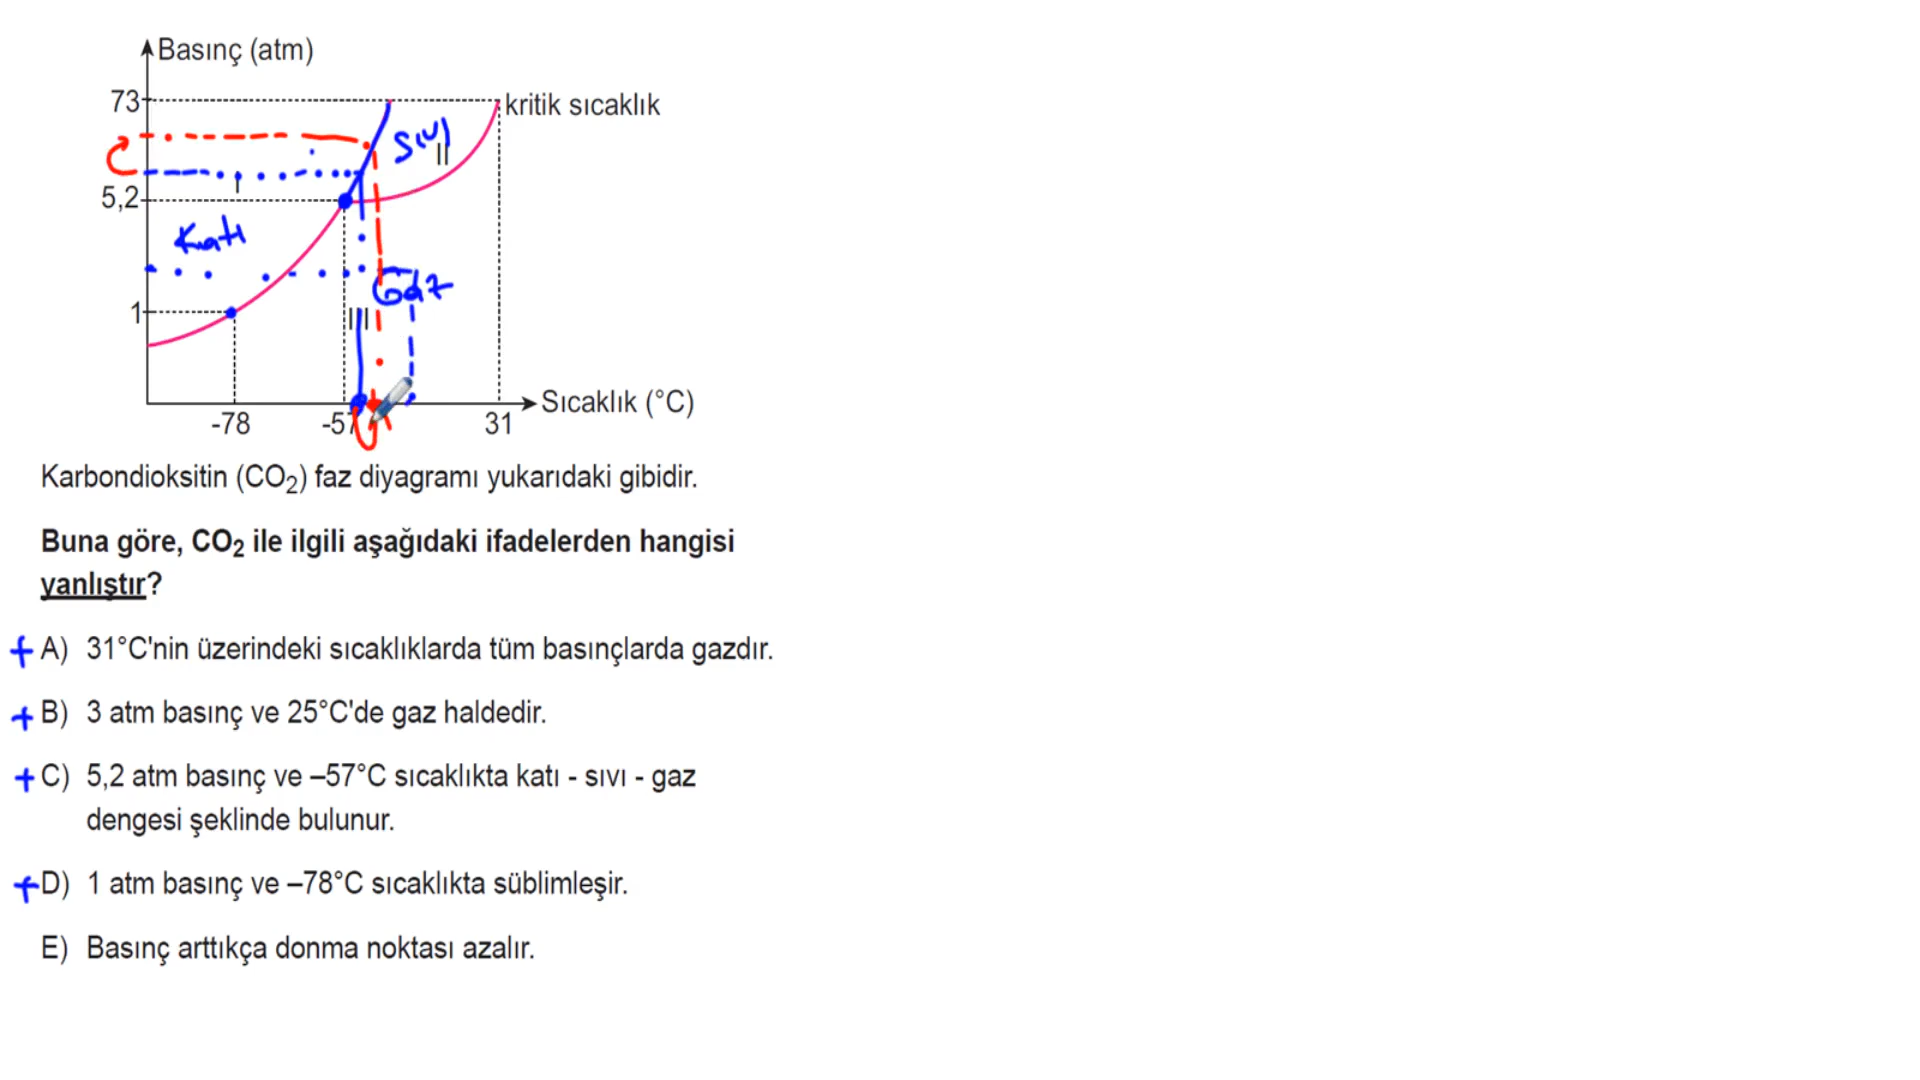 Basınç (atm)
73
kritik sıcaklık
sıvı
II
I
5,2
Katı
Gaz
1
III
Sıcaklık (°C)
-78
-57
31
Karbondioksitin (CO₂) faz diyagramı yukarıdaki gibidir.
Buna göre, CO₂ ile ilgili aşağıdaki ifadelerden hangisi
yanlıştır?
+ A) 31°C'nin üzerindeki sıcaklıklarda tüm basınçlarda gazdır.
+ B) 3 atm basınç ve 25°C'de gaz haldedir.
+ C) 5,2 atm basınç ve –57°C sıcaklıkta katı - sıvı - gaz
dengesi şeklinde bulunur.
+ D) 1 atm basınç ve –78°C sıcaklıkta süblimleşir.
E) Basınç arttıkça donma noktası azalır.